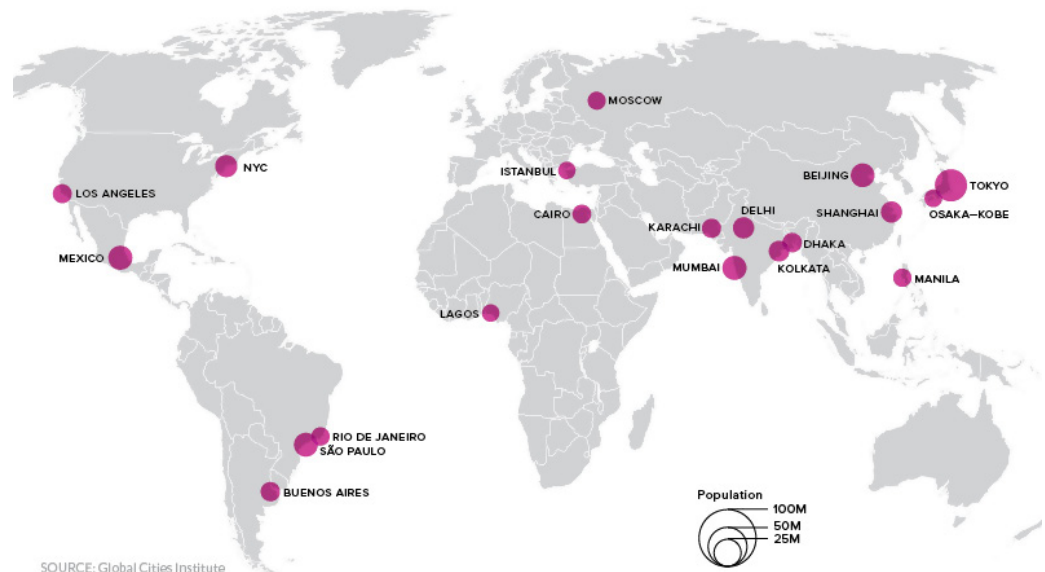 MOSCOW
NYC
ISTANBUL
BEIJING
TOKYO
LOS ANGELES
OSAKA–KOBE
CAIRO
KARACHI
DELHI
SHANGHAI
DHAKA
MEXICO
MUMBAI
KOLKATA
MANILA
LAGOS
RIO DE JANEIRO
SÃO PAULO
BUENOS AIRES
Population
100M
50M
25M
SOURCE: Global Cities Institute